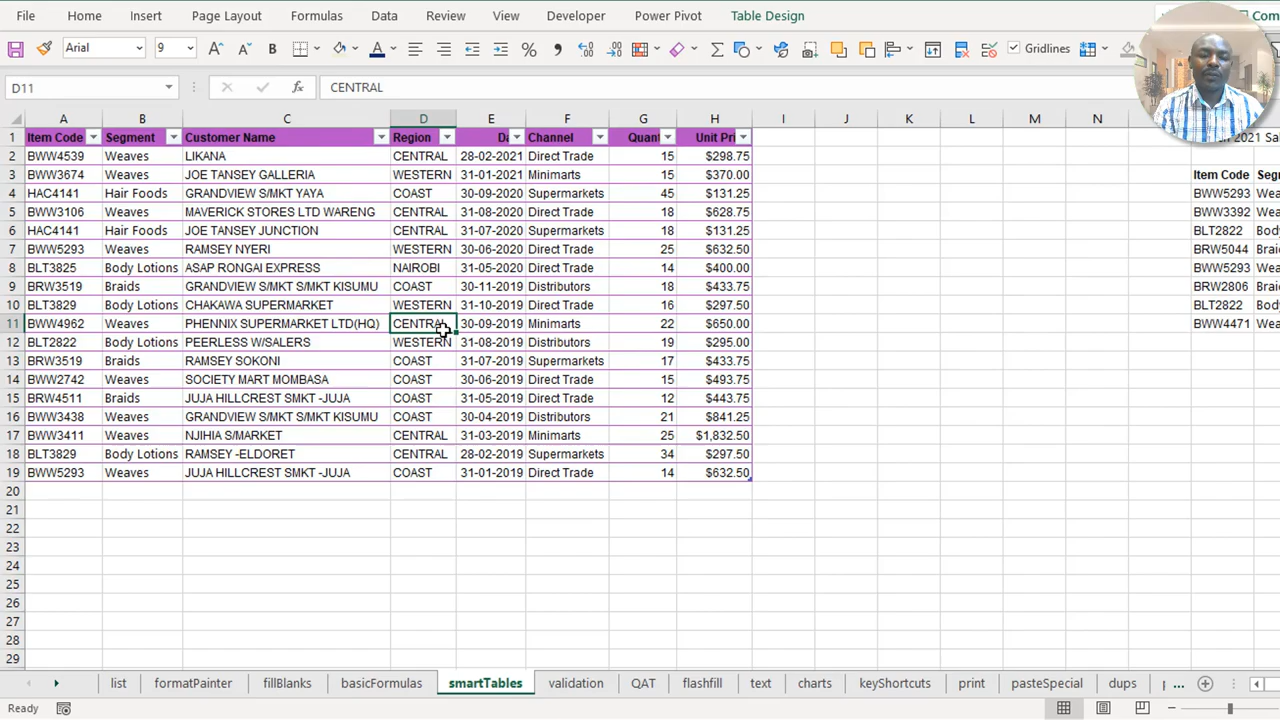 File Home Insert Page Layout Formulas Data Review View Developer Power Pivot Table Design Com
Arial 9 B A % Gridlines
D11 fx CENTRAL
A B C D E F G H I J K L M N
1 Item Code Segment Customer Name Region Da Channel Quant Unit Pri 2021 Sal
2 BWW4539 Weaves LIKANA CENTRAL 28-02-2021 Direct Trade 15 $298.75
3 BWW3674 Weaves JOE TANSEY GALLERIA WESTERN 31-01-2021 Minimarts 15 $370.00 Item Code Seg
4 HAC4141 Hair Foods GRANDVIEW S/MKT YAYA COAST 30-09-2020 Supermarkets 45 $131.25 BWW5293 Wea
5 BWW3106 Weaves MAVERICK STORES LTD WARENG CENTRAL 31-08-2020 Direct Trade 18 $628.75 BWW3392 Wea
6 HAC4141 Hair Foods JOE TANSEY JUNCTION CENTRAL 31-07-2020 Supermarkets 18 $131.25 BLT2822 Body
7 BWW5293 Weaves RAMSEY NYERI WESTERN 30-06-2020 Direct Trade 25 $632.50 BRW5044 Brai
8 BLT3825 Body Lotions ASAP RONGAI EXPRESS NAIROBI 31-05-2020 Direct Trade 14 $400.00 BWW5293 Wea
9 BRW3519 Braids GRANDVIEW S/MKT S/MKT KISUMU COAST 30-11-2019 Distributors 18 $433.75 BRW2806 Brai
10 BLT3829 Body Lotions CHAKAWA SUPERMARKET WESTERN 31-10-2019 Direct Trade 16 $297.50 BLT2822 Body
11 BWW4962 Weaves PHENNIX SUPERMARKET LTD(HQ) CENTRAL 30-09-2019 Minimarts 22 $650.00 BWW4471 Wea
12 BLT2822 Body Lotions PEERLESS W/SALERS WESTERN 31-08-2019 Distributors 19 $295.00
13 BRW3519 Braids RAMSEY SOKONI COAST 31-07-2019 Supermarkets 17 $433.75
14 BWW2742 Weaves SOCIETY MART MOMBASA COAST 30-06-2019 Direct Trade 15 $493.75
15 BRW4511 Braids JUJA HILLCREST SMKT -JUJA COAST 31-05-2019 Direct Trade 12 $443.75
16 BWW3438 Weaves GRANDVIEW S/MKT S/MKT KISUMU COAST 30-04-2019 Distributors 21 $841.25
17 BWW3411 Weaves NJIHIA S/MARKET CENTRAL 31-03-2019 Minimarts 25 $1,832.50
18 BLT3829 Body Lotions RAMSEY -ELDORET CENTRAL 28-02-2019 Supermarkets 34 $297.50
19 BWW5293 Weaves JUJA HILLCREST SMKT -JUJA COAST 31-01-2019 Direct Trade 14 $632.50
20
21
22
23
24
25
26
27
28
29
list formatPainter fillBlanks basicFormulas smartTables validation QAT flashfill text charts keyShortcuts print pasteSpecial dups ...
Ready